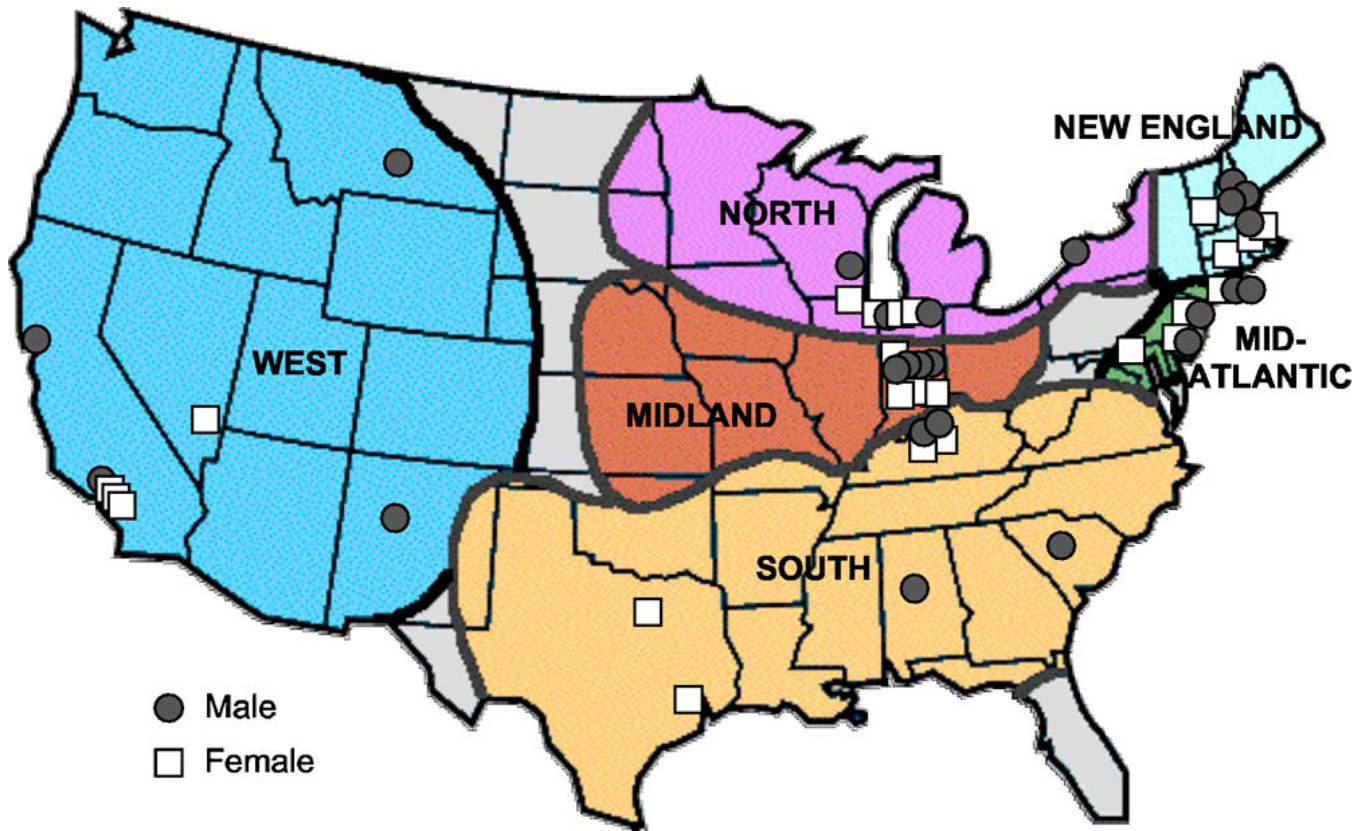 NEW ENGLAND
NORTH
WEST
MID-
ATLANTIC
MIDLAND
SOUTH
Male
Female